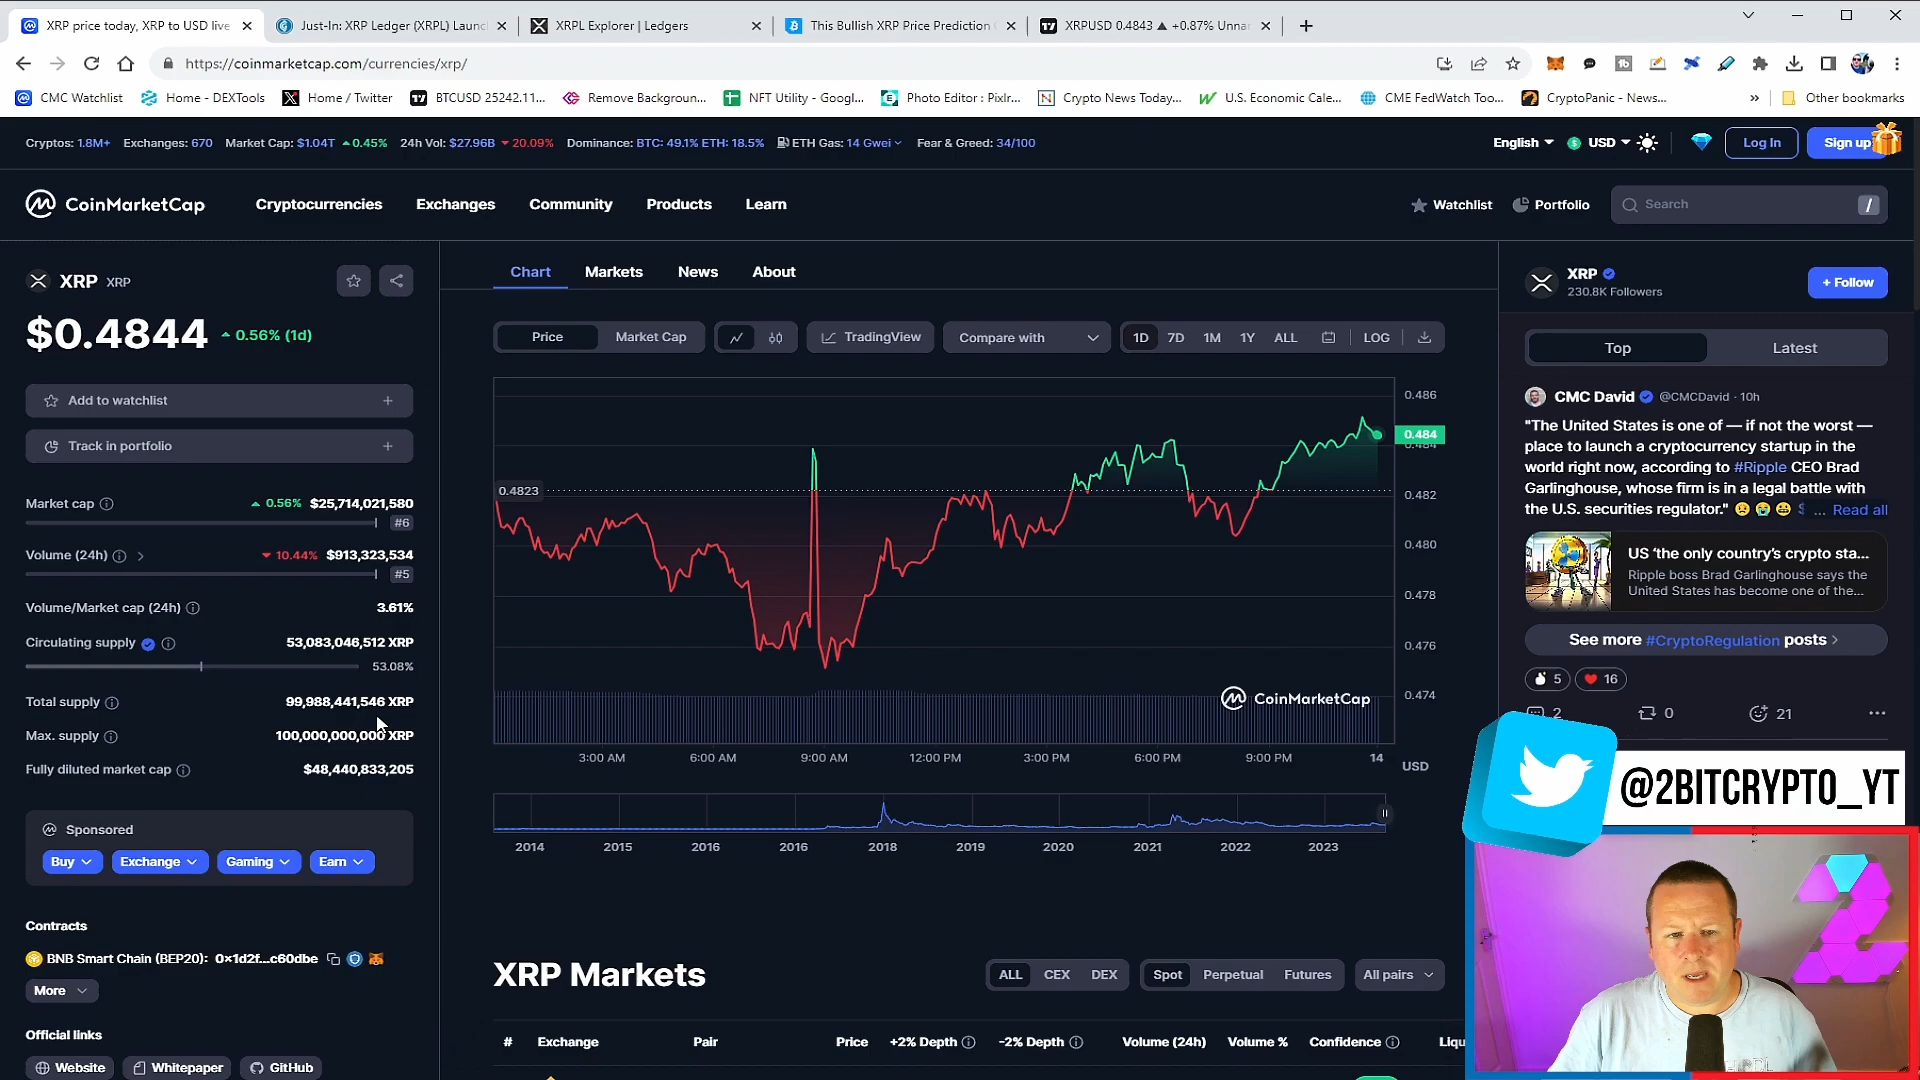 XRP price today, XRP to USD live
Just-In: XRP Ledger (XRPL) Launc
XRPL Explorer | Ledgers
This Bullish XRP Price Prediction
XRPUSD 0.4843 ▲ +0.87% Unna
https://coinmarketcap.com/currencies/xrp/
CMC Watchlist
Home - DEXTools
Home / Twitter
BTCUSD 25242.11...
Remove Backgroun...
NFT Utility - Googl...
Photo Editor : Pixlr...
Crypto News Today...
U.S. Economic Cale...
CME FedWatch Too...
CryptoPanic - News...
»
Other bookmarks
Cryptos: 1.8M+ Exchanges: 670 Market Cap: $1.04T 0.45% 24h Vol: $27.96B 20.09% Dominance: BTC: 49.1% ETH: 18.5% ETH Gas: 14 Gwei Fear & Greed: 34/100
English USD Log In Sign up
CoinMarketCap Cryptocurrencies Exchanges Community Products Learn
Watchlist Portfolio Search /
XRP XRP
$0.4844 0.56% (1d)
Add to watchlist +
Track in portfolio +
Market cap 0.56% $25,714,021,580
#6
Volume (24h) 10.44% $913,323,534
#5
Volume/Market cap (24h) 3.61%
Circulating supply 53,083,046,512 XRP
53.08%
Total supply 99,988,441,546 XRP
Max. supply 100,000,000,000 XRP
Fully diluted market cap $48,440,833,205
Sponsored
Buy Exchange Gaming Earn
Contracts
BNB Smart Chain (BEP20): 0x1d2f...c60dbe
More
Official links
Website Whitepaper GitHub
Chart Markets News About
Price Market Cap TradingView Compare with 1D 7D 1M 1Y ALL LOG
0.486
0.484
0.4823
0.482
0.480
0.478
0.476
0.474
CoinMarketCap
3:00 AM 6:00 AM 9:00 AM 12:00 PM 3:00 PM 6:00 PM 9:00 PM 14 USD
2014 2015 2016 2016 2018 2019 2020 2021 2022 2023
XRP Markets
ALL CEX DEX Spot Perpetual Futures All pairs
# Exchange Pair Price +2% Depth -2% Depth Volume (24h) Volume % Confidence Liqu
XRP
230.8K Followers
+ Follow
Top Latest
CMC David @CMCDavid · 10h
"The United States is one of — if not the worst —
place to launch a cryptocurrency startup in the
world right now, according to #Ripple CEO Brad
Garlinghouse, whose firm is in a legal battle with
the U.S. securities regulator." ... Read all
US 'the only country's crypto sta...
Ripple boss Brad Garlinghouse says the
United States has become one of the...
See more #CryptoRegulation posts
5 16
2 0 21
@2BITCRYPTO_YT